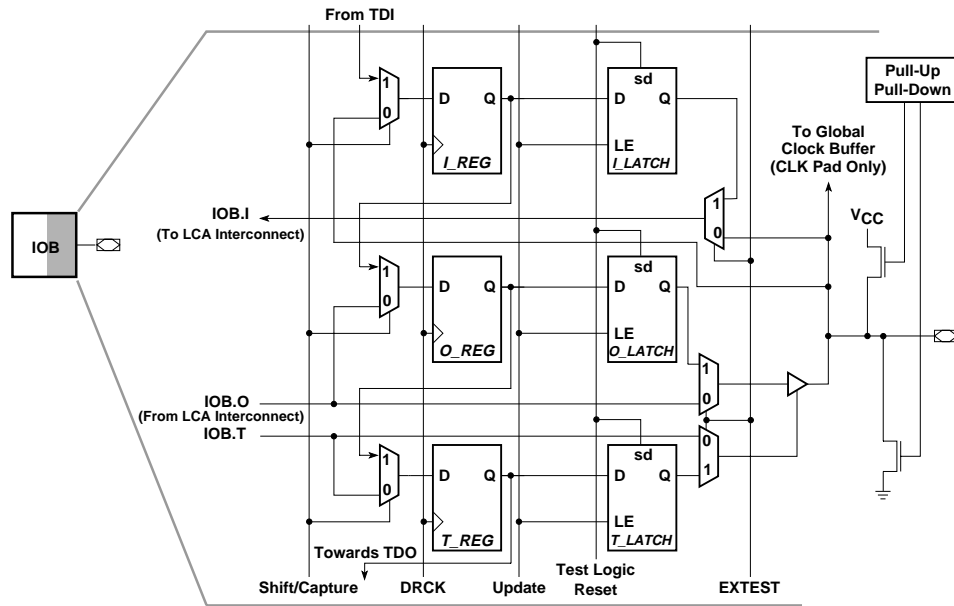 From TDI
Pull-Up
Pull-Down
sd
1
0
D
Q
D
Q
LE
I_REG
I_LATCH
To Global
Clock Buffer
(CLK Pad Only)
1
0
IOB.I
(To LCA Interconnect)
VCC
IOB
sd
1
0
D
Q
D
Q
LE
O_REG
O_LATCH
1
0
IOB.O
(From LCA Interconnect)
IOB.T
0
1
sd
1
0
D
Q
D
Q
LE
T_REG
T_LATCH
Towards TDO
Shift/Capture
DRCK
Update
Test Logic
Reset
EXTEST